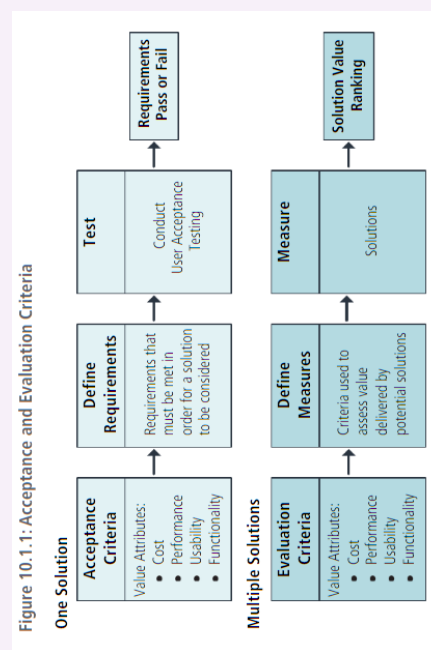 Figure 10.1.1: Acceptance and Evaluation Criteria
One Solution
Acceptance
Criteria
Value Attributes:
• Cost
• Performance
• Usability
• Functionality
Define
Requirements
Requirements that
must be met in
order for a solution
to be considered
Test
Conduct
User Acceptance
Testing
Requirements
Pass or Fail
Multiple Solutions
Evaluation
Criteria
Value Attributes:
• Cost
• Performance
• Usability
• Functionality
Define
Measures
Criteria used to
assess value
delivered by
potential solutions
Measure
Solutions
Solution Value
Ranking